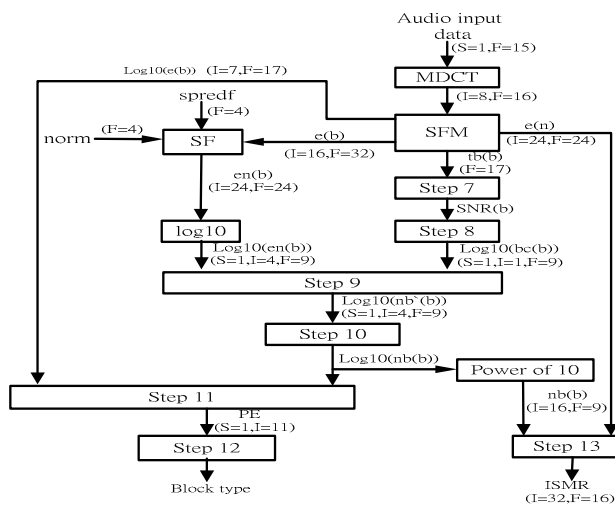 Audio input
data
(S=1,F=15)
Log10(e(b)) (I=7,F=17)
MDCT
spredf
(I=8,F=16)
(F=4)
norm
(F=4)
SF
e(b)
(I=16,F=32)
SFM
e(n)
(I=24,F=24)
tb(b)
(F=17)
en(b)
(I=24,F=24)
Step 7
SNR(b)
log10
Step 8
Log10(en(b))
(S=1,I=4,F=9)
Log10(bc(b))
(S=1,I=1,F=9)
Step 9
Log10(nb`(b))
(S=1,I=4,F=9)
Step 10
Log10(nb(b))
Power of 10
Step 11
nb(b)
(I=16,F=9)
PE
(S=1,I=11)
Step 12
Step 13
Block type
ISMR
(I=32,F=16)